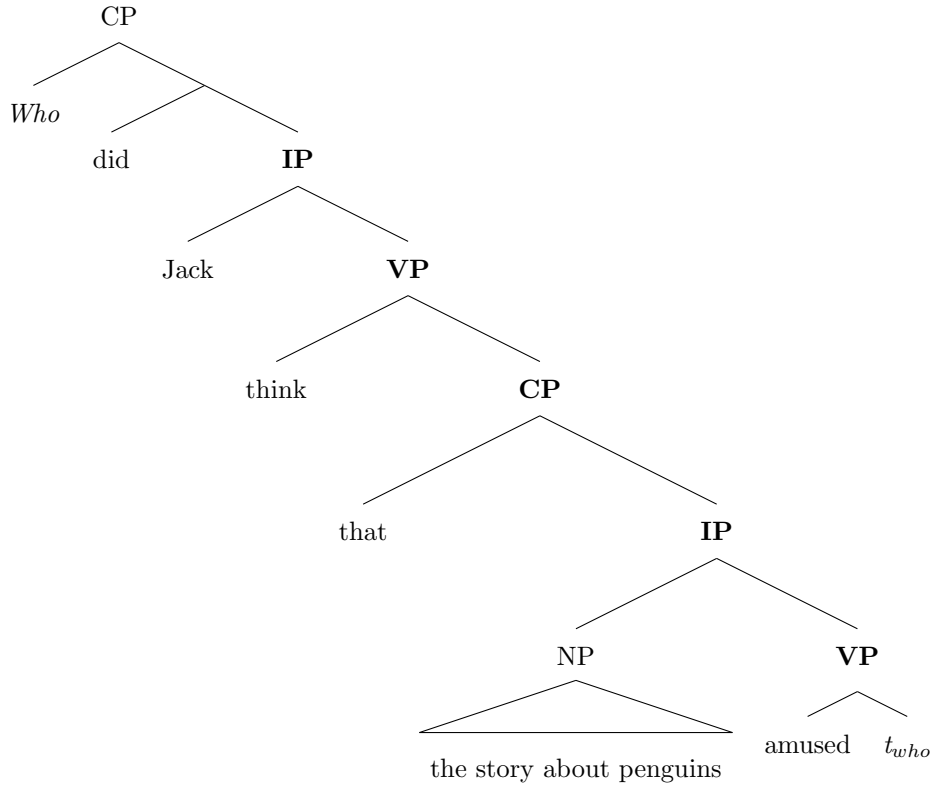 CP
Who
did
IP
Jack
VP
think
CP
that
IP
NP
VP
the story about penguins
amused
t_who